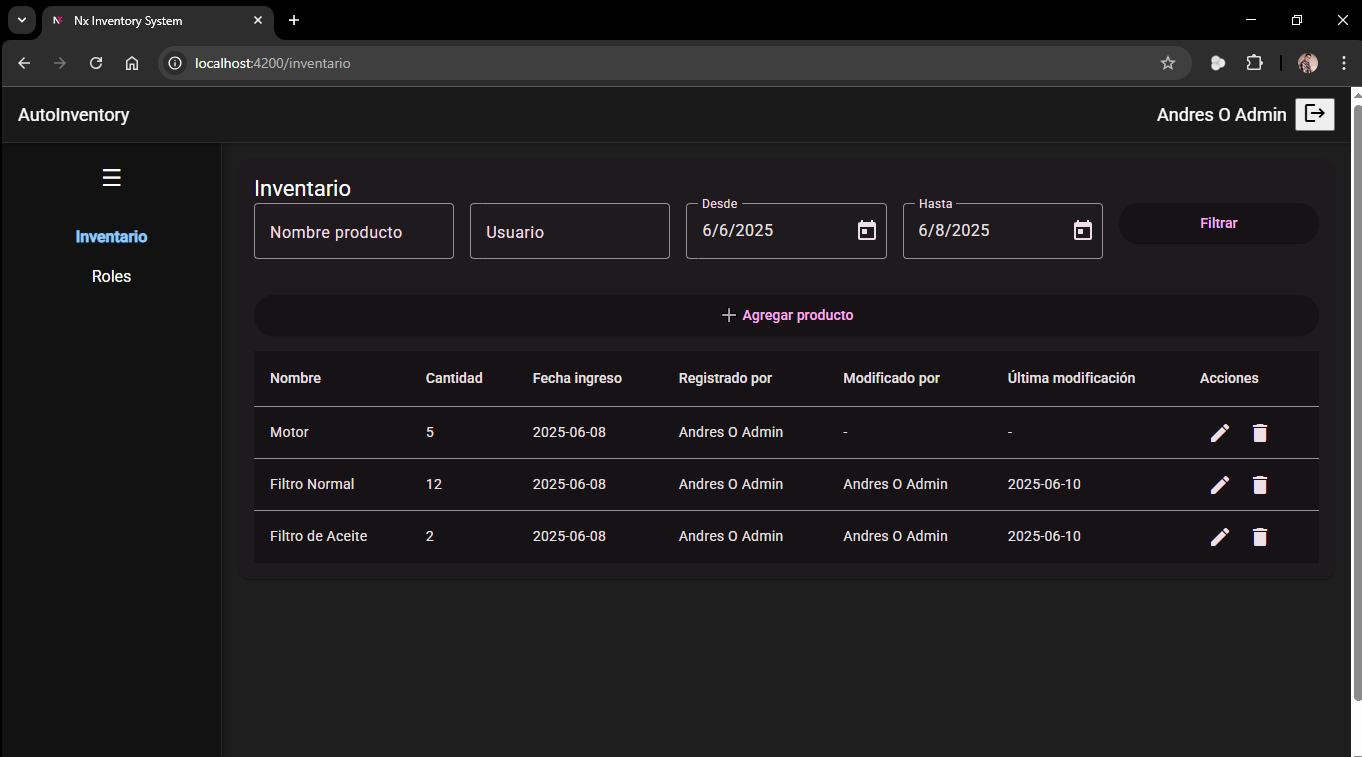 Nx Inventory System
localhost:4200/inventario
AutoInventory
Andres O Admin
Inventario
Roles
Inventario
Nombre producto
Usuario
Desde
6/6/2025
Hasta
6/8/2025
Filtrar
Agregar producto
Nombre Cantidad Fecha ingreso Registrado por Modificado por Última modificación Acciones
Motor 5 2025-06-08 Andres O Admin - -
Filtro Normal 12 2025-06-08 Andres O Admin Andres O Admin 2025-06-10
Filtro de Aceite 2 2025-06-08 Andres O Admin Andres O Admin 2025-06-10